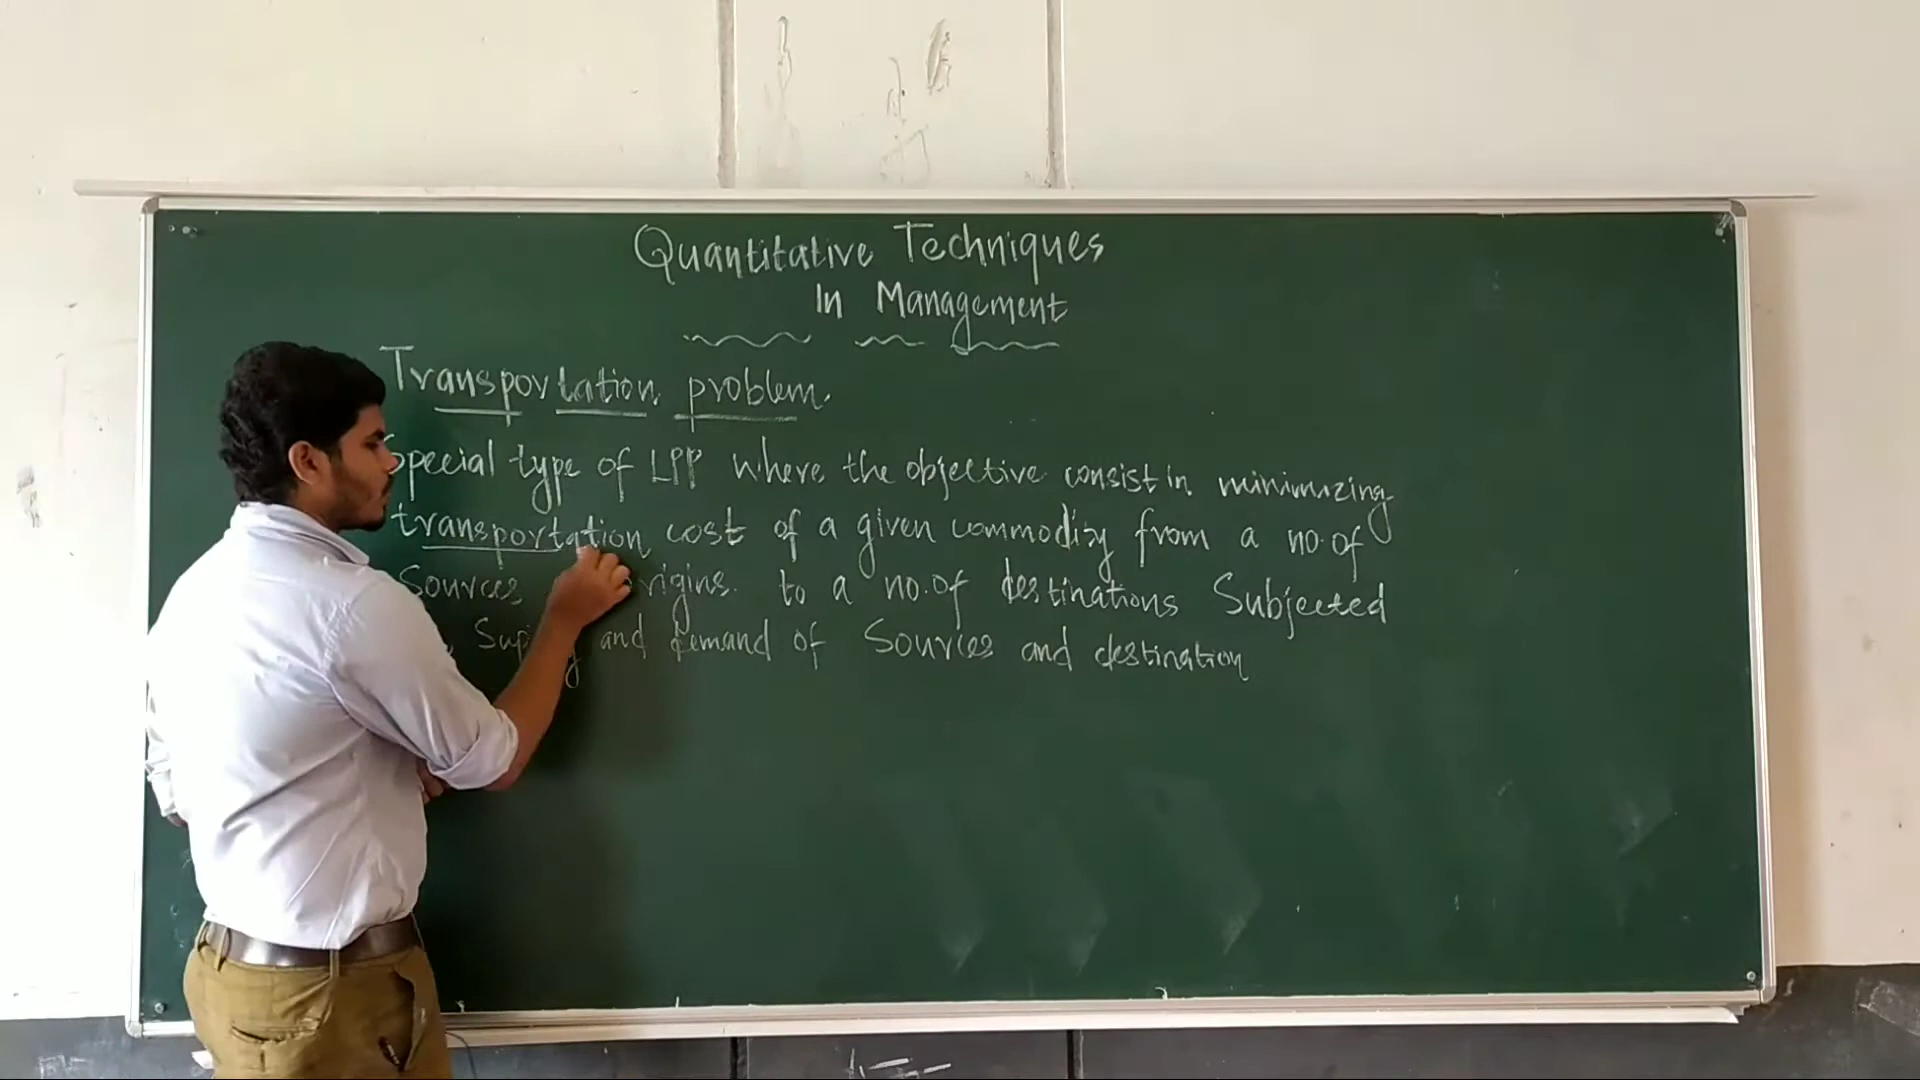 Quantitative Techniques
In Management
Transportation problem.
Special type of LPP where the objective consist in minimizing
transportation cost of a given commodity from a no.of
Sources to a no.of destinations Subjected
and demand of Sources and destination